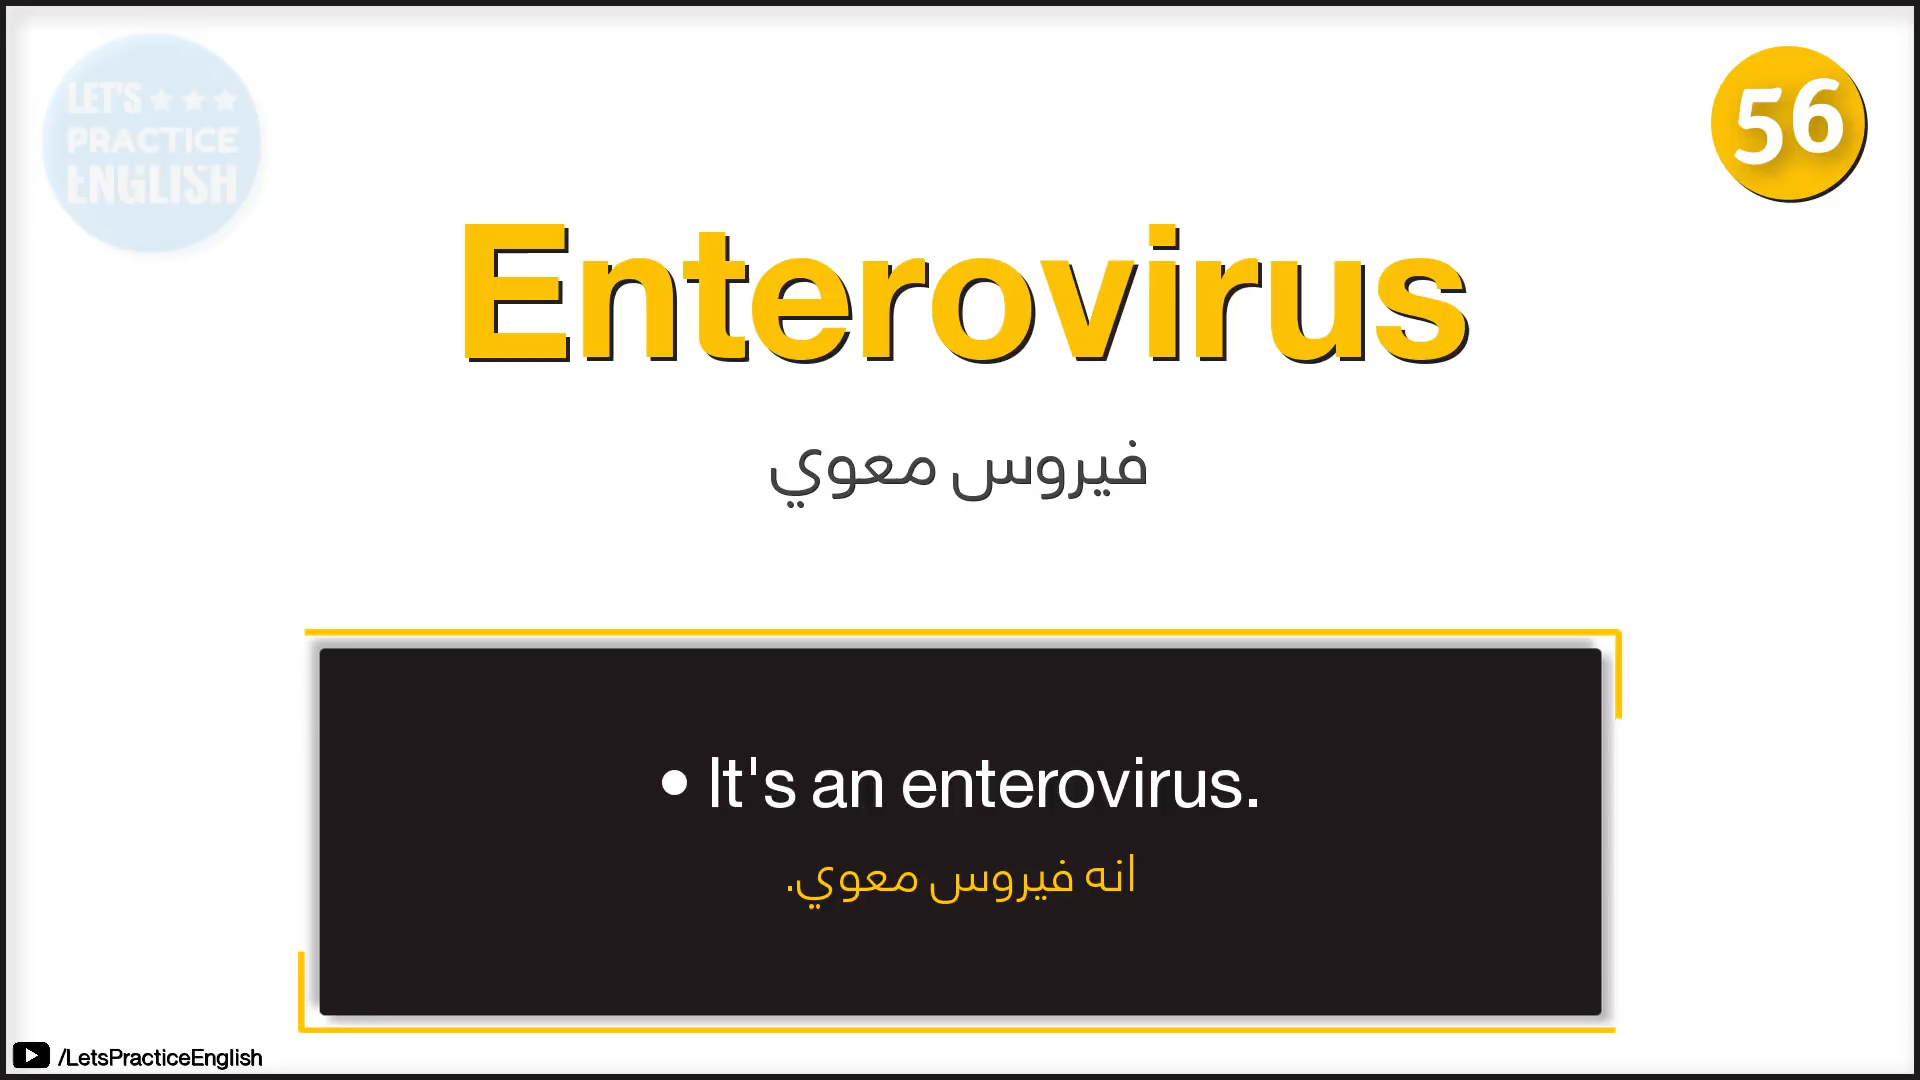 LET'S
PRACTICE
ENGLISH
56
Enterovirus
فيروس معوي
• It's an enterovirus.
انه فيروس معوي.
/LetsPracticeEnglish